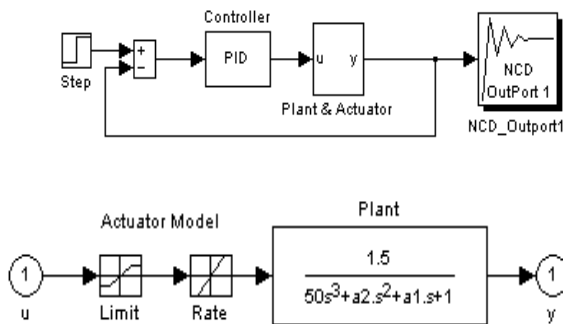 Controller
Step
+
−
PID
u
y
Plant & Actuator
NCD
OutPort 1
NCD_Outport1
Actuator Model
Plant
1
u
Limit
Rate
1.5
50s³+a2.s²+a1.s+1
1
y